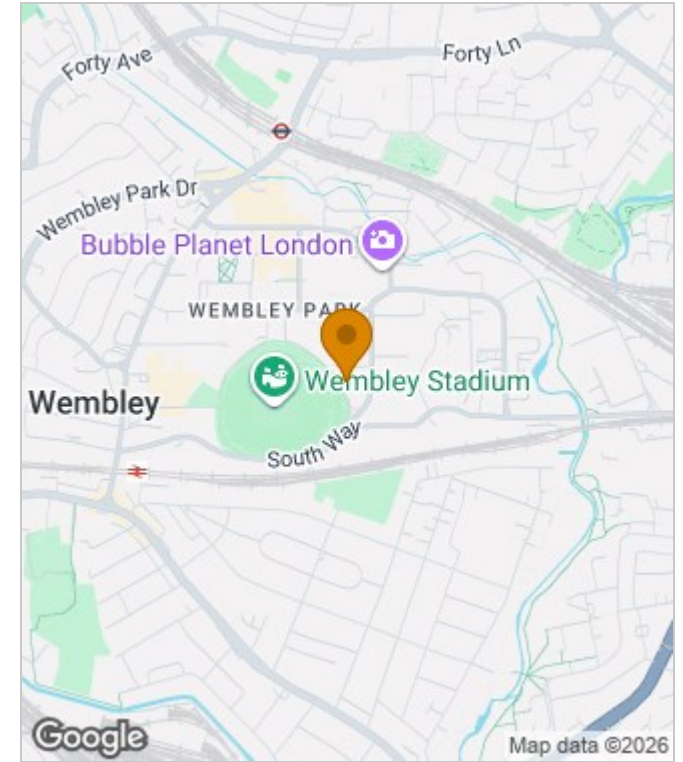 Forty Ave
Forty Ln
Wembley Park Dr
Bubble Planet London
WEMBLEY PARK
Wembley Stadium
Wembley
South Way
Google
Map data ©2026